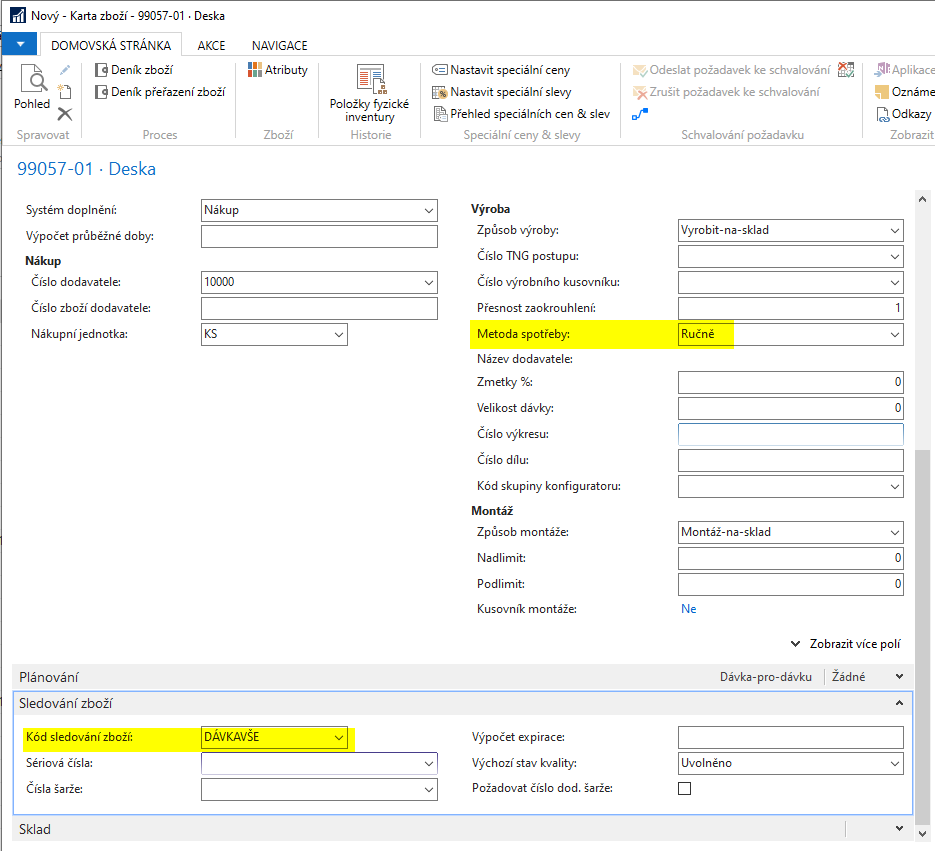 Nový - Karta zboží - 99057-01 · Deska
DOMOVSKÁ STRÁNKA AKCE NAVIGACE
Pohled
Spravovat
Deník zboží
Deník přeřazení zboží
Proces
Atributy
Zboží
Položky fyzické
inventury
Historie
Nastavit speciální ceny
Nastavit speciální slevy
Přehled speciálních cen & slev
Speciální ceny & slevy
Odeslat požadavek ke schvalování
Zrušit požadavek ke schvalování
Schvalování požadavku
Aplikace
Oznáme
Odkazy
Zobrazit
99057-01 · Deska
Systém doplnění: Nákup
Výpočet průběžné doby:
Nákup
Číslo dodavatele: 10000
Číslo zboží dodavatele:
Nákupní jednotka: KS
Výroba
Způsob výroby: Vyrobit-na-sklad
Číslo TNG postupu:
Číslo výrobního kusovníku:
Přesnost zaokrouhlení: 1
Metoda spotřeby: Ručně
Název dodavatele:
Zmetky %: 0
Velikost dávky: 0
Číslo výkresu:
Číslo dílu:
Kód skupiny konfiguratoru:
Montáž
Způsob montáže: Montáž-na-sklad
Nadlimit: 0
Podlimit: 0
Kusovník montáže: Ne
Zobrazit více polí
Plánování Dávka-pro-dávku Žádné
Sledování zboží
Kód sledování zboží: DÁVKAVŠE
Sériová čísla:
Čísla šarže:
Výpočet expirace:
Výchozí stav kvality: Uvolněno
Požadovat číslo dod. šarže:
Sklad